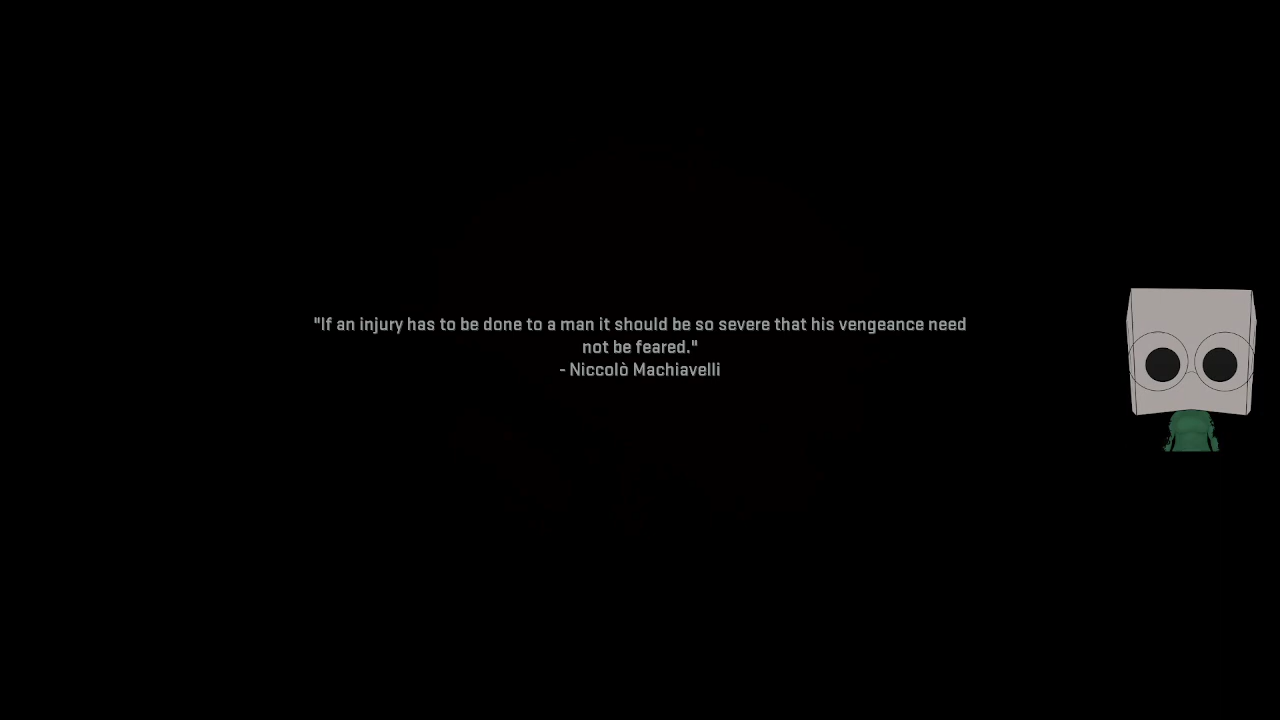 "If an injury has to be done to a man it should be so severe that his vengeance need
not be feared."
- Niccolò Machiavelli